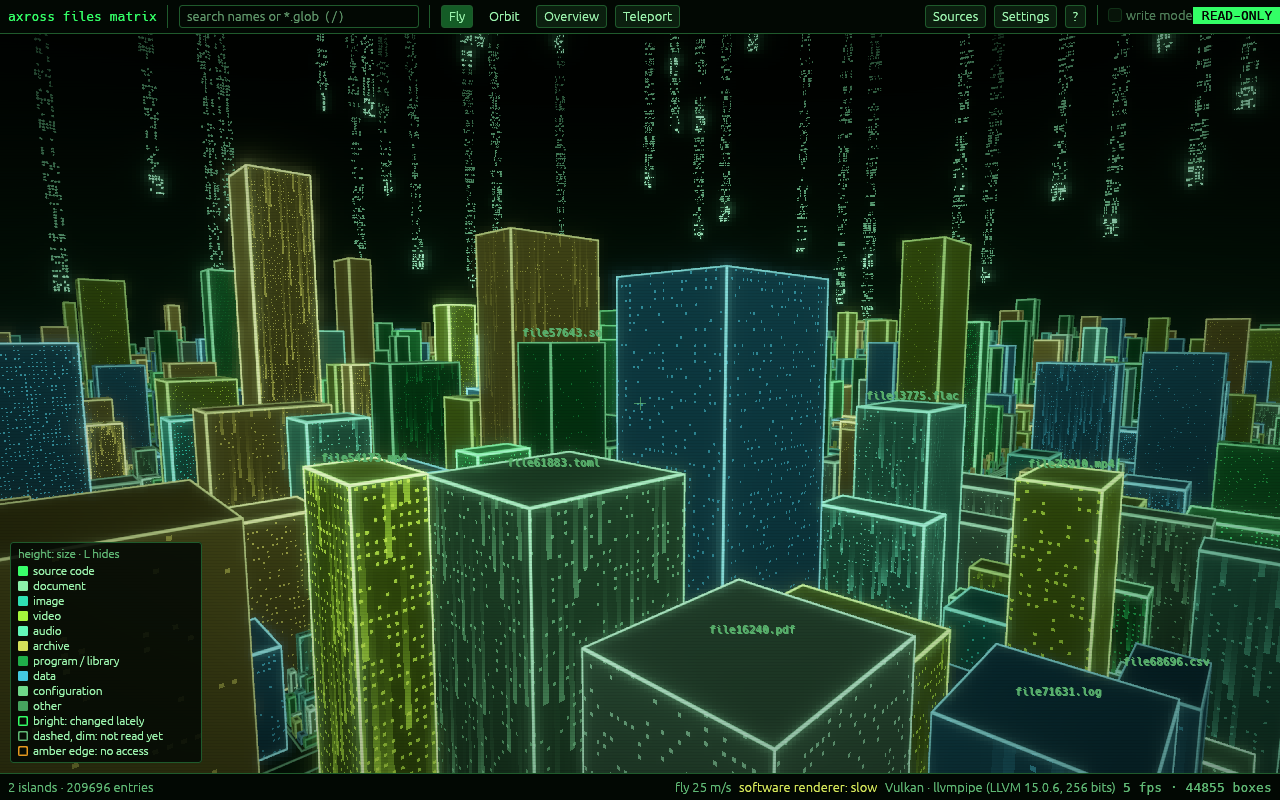 axross files matrix
search names or *.glob (/)
Fly
Orbit
Overview
Teleport
Sources
Settings
?
write mode
READ-ONLY
file57643.
file61883.toml
file16240.pdf
file68696.csv
file71631.log
height: size · L hides
source code
document
image
video
audio
archive
program / library
data
configuration
other
bright: changed lately
dashed, dim: not read yet
amber edge: no access
2 islands · 209696 entries
fly 25 m/s
software renderer: slow
Vulkan · llvmpipe (LLVM 15.0.6, 256 bits)
5 fps · 44855 boxes